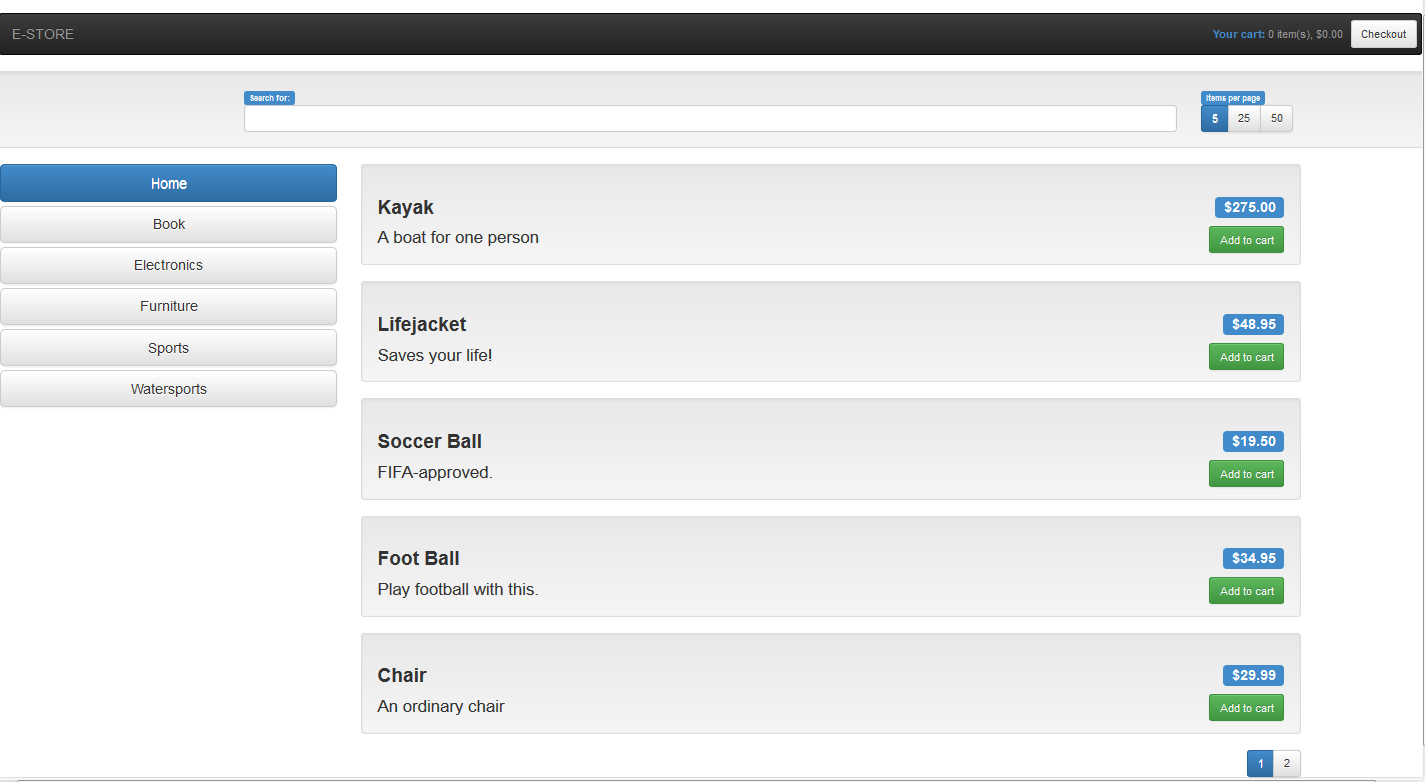 E-STORE
Your cart: 0 item(s), $0.00 Checkout
Search for:
Items per page
5 25 50
Home
Book
Electronics
Furniture
Sports
Watersports
Kayak
$275.00
A boat for one person
Add to cart
Lifejacket
$48.95
Saves your life!
Add to cart
Soccer Ball
$19.50
FIFA-approved.
Add to cart
Foot Ball
$34.95
Play football with this.
Add to cart
Chair
$29.99
An ordinary chair
Add to cart
1 2